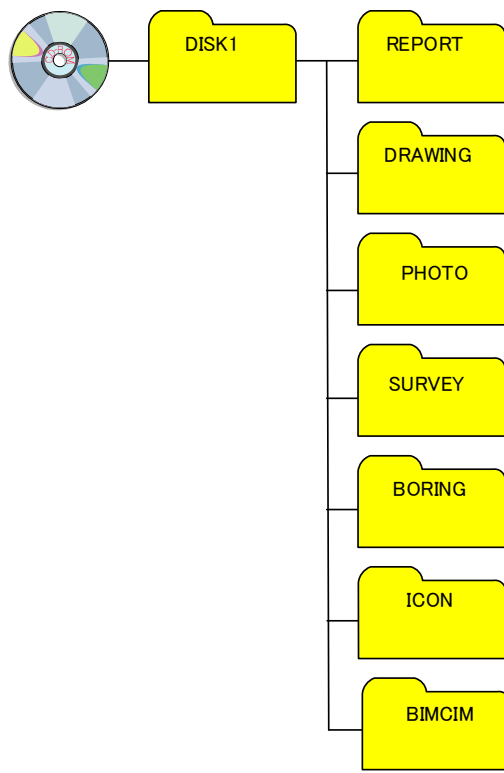 DISK1
REPORT
DRAWING
PHOTO
SURVEY
BORING
ICON
BIMCIM